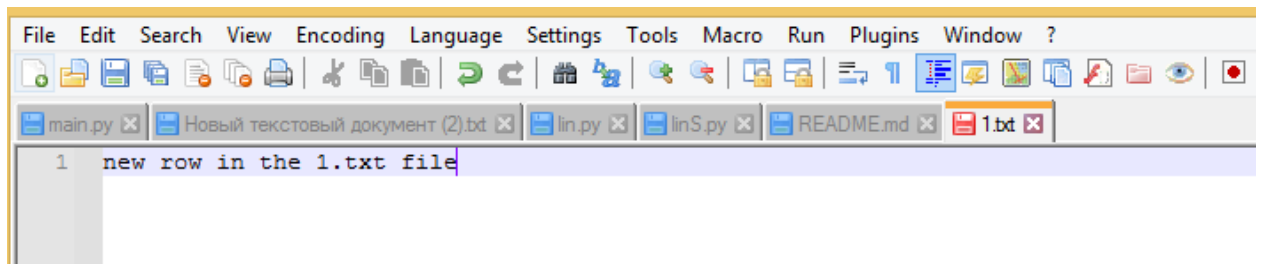 File Edit Search View Encoding Language Settings Tools Macro Run Plugins Window ?
main.py Новый текстовый документ (2).txt lin.py linS.py README.md 1.txt
1 new row in the 1.txt file